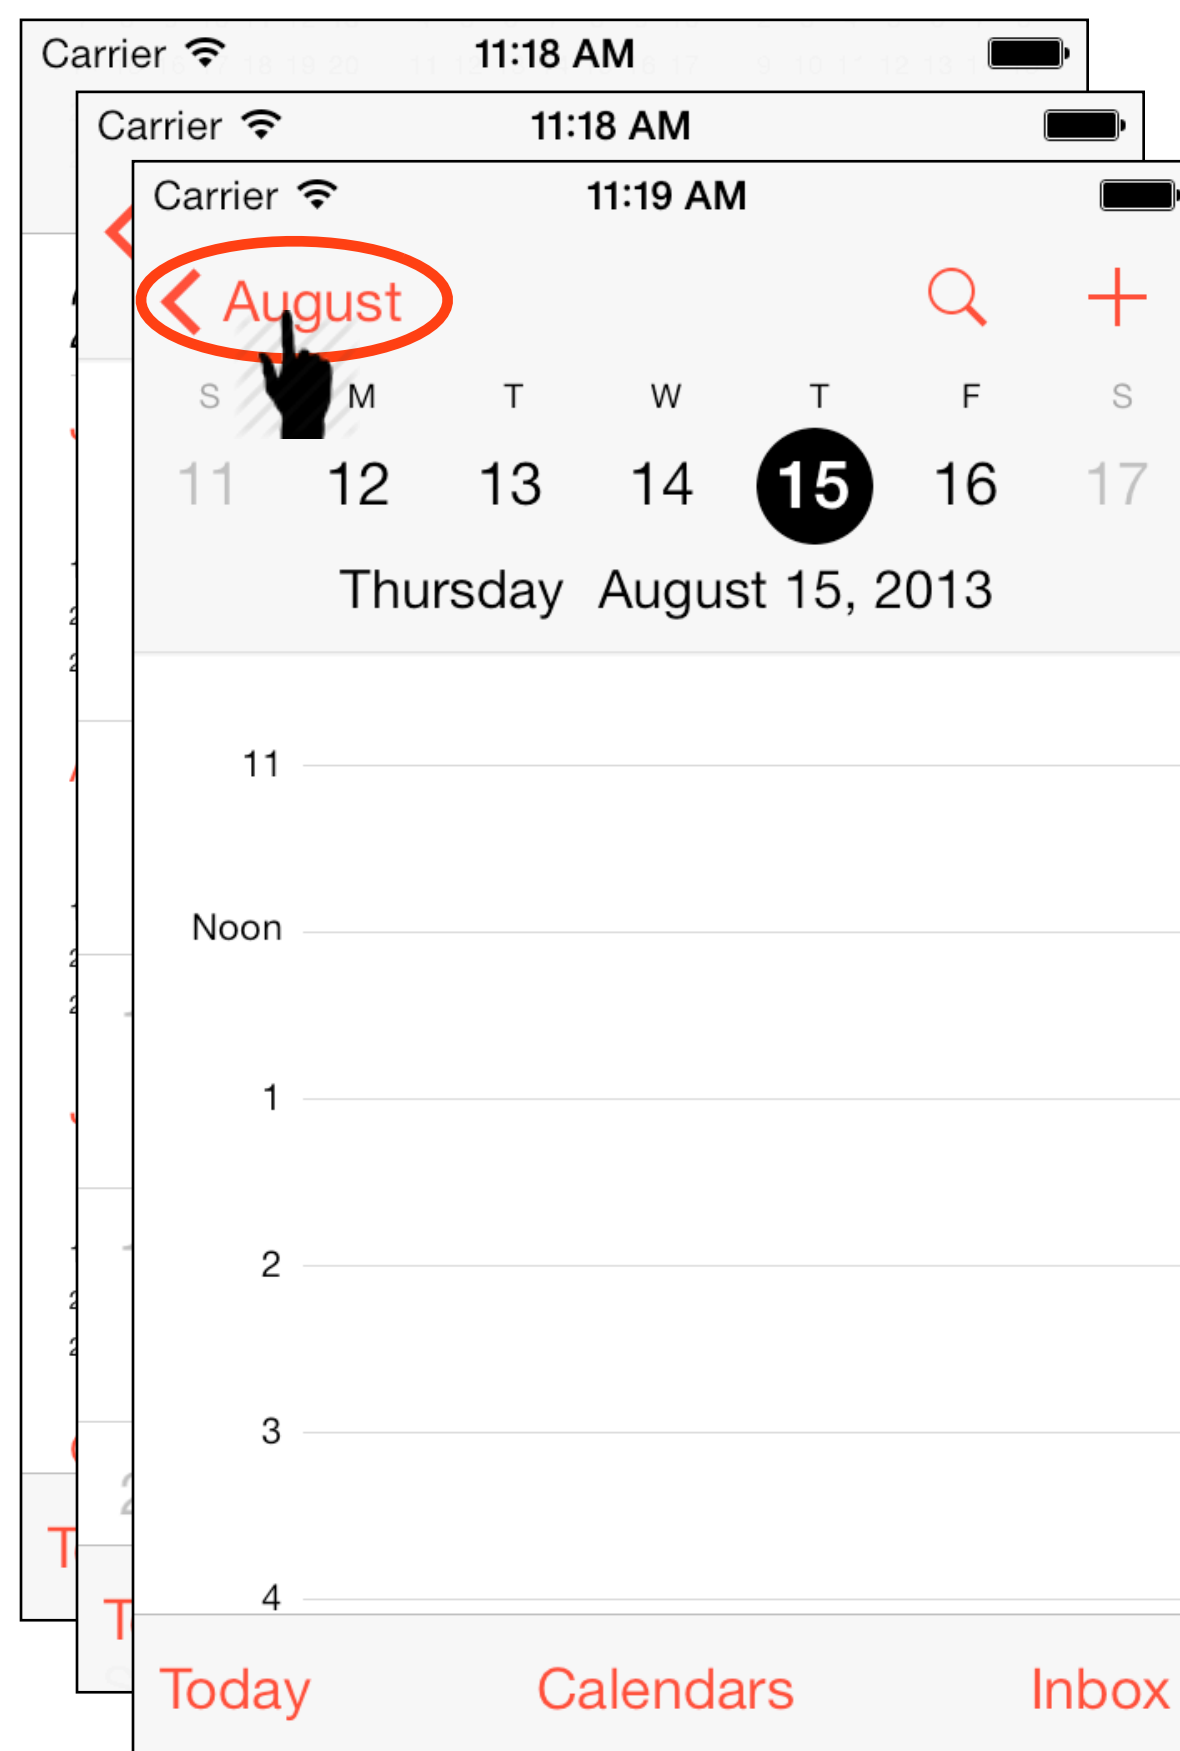 Carrier 11:18 AM
Carrier 11:18 AM
Carrier 11:19 AM
August
S M T W T F S
11 12 13 14 15 16 17
Thursday August 15, 2013
11
Noon
1
2
3
4
Today Calendars Inbox